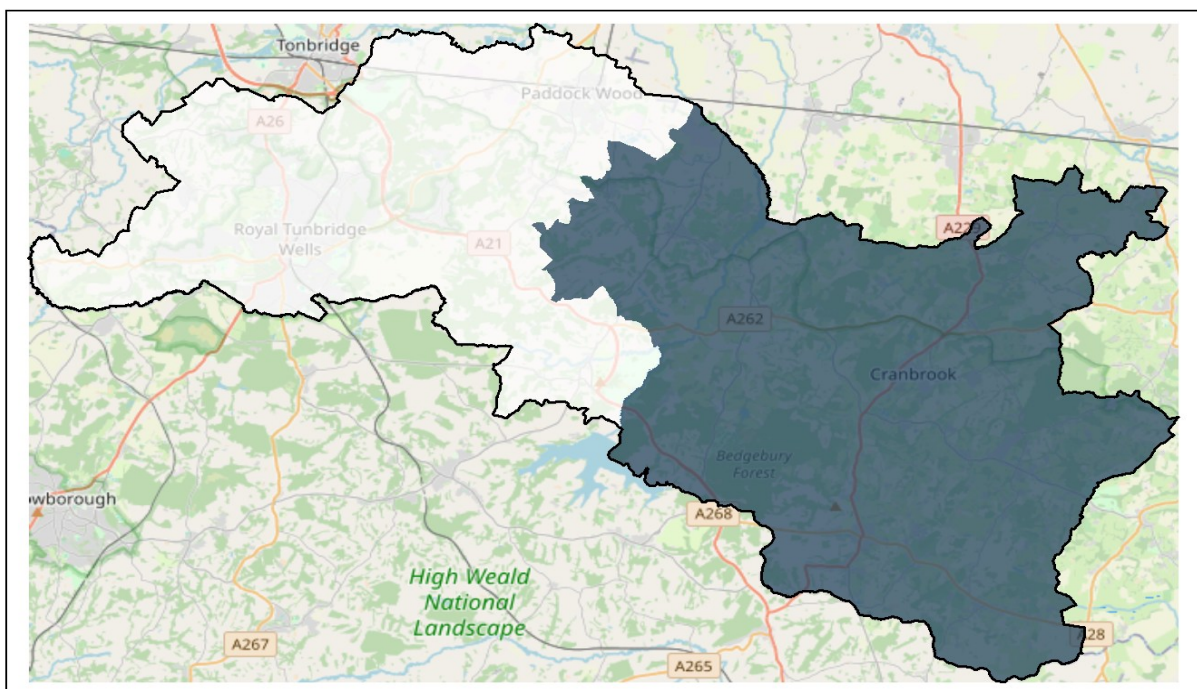 Tonbridge
Paddock Wood
A26
Royal Tunbridge
Wells
A21
A229
A262
Cranbrook
Bedgebury
Forest
owborough
A268
High Weald
National
Landscape
A267
A265